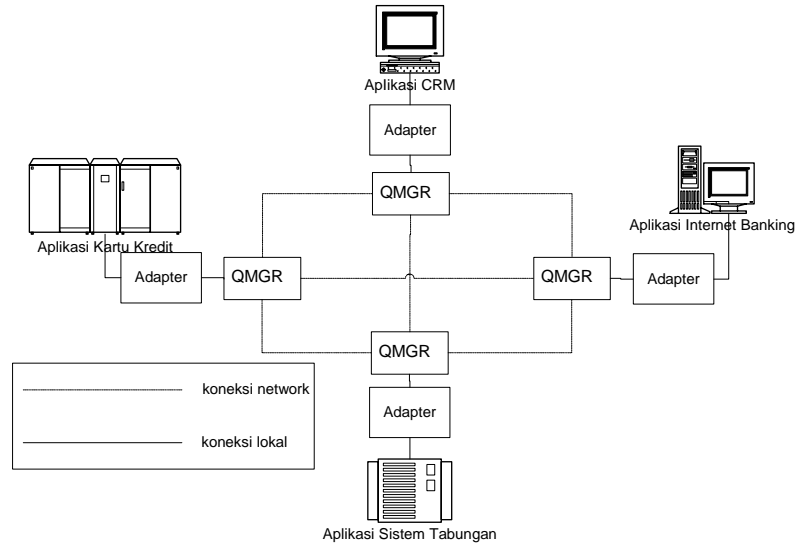 Aplikasi CRM
Adapter
QMGR
Aplikasi Internet Banking
Aplikasi Kartu Kredit
Adapter
QMGR
QMGR
Adapter
QMGR
koneksi network
Adapter
koneksi lokal
Aplikasi Sistem Tabungan